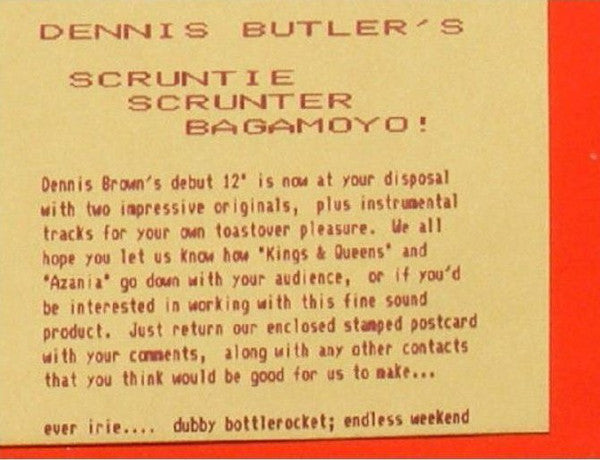 DENNIS BUTLER'S
SCRUNTIE
SCRUNTER
BAGAMOYO!
Dennis Brown's debut 12" is now at your disposal
with two impressive originals, plus instrumental
tracks for your own toastover pleasure. We all
hope you let us know how "Kings & Queens" and
"Azania" go down with your audience, or if you'd
be interested in working with this fine sound
product. Just return our enclosed stamped postcard
with your comments, along with any other contacts
that you think would be good for us to make...
ever irie.... dubby bottlerocket; endless weekend